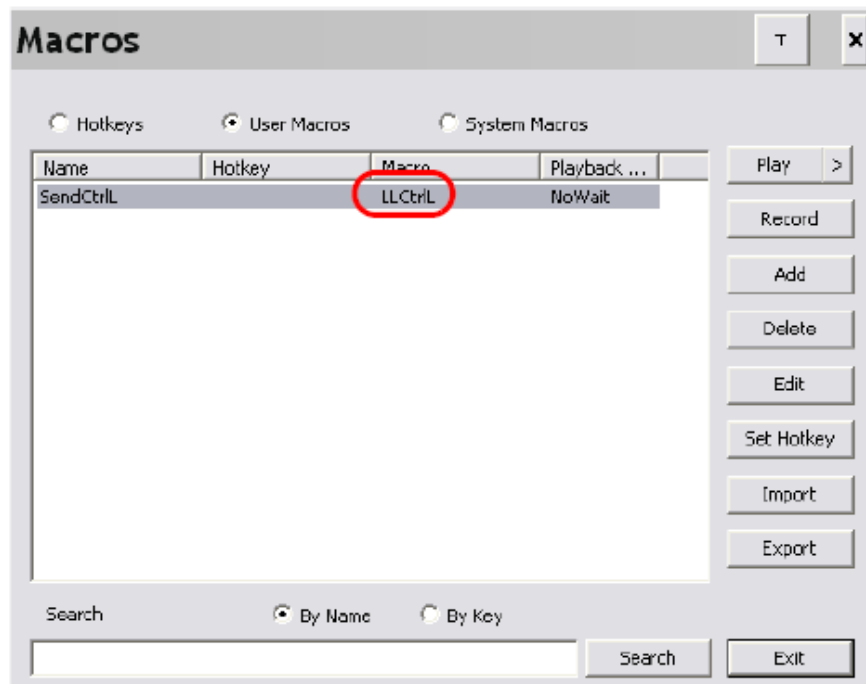 Macros T x
Hotkeys User Macros System Macros
Name Hotkey Macro Playback ... Play >
SendCtrlL LLCtrlL NoWait
Record
Add
Delete
Edit
Set Hotkey
Import
Export
Search By Name By Key
Search Exit